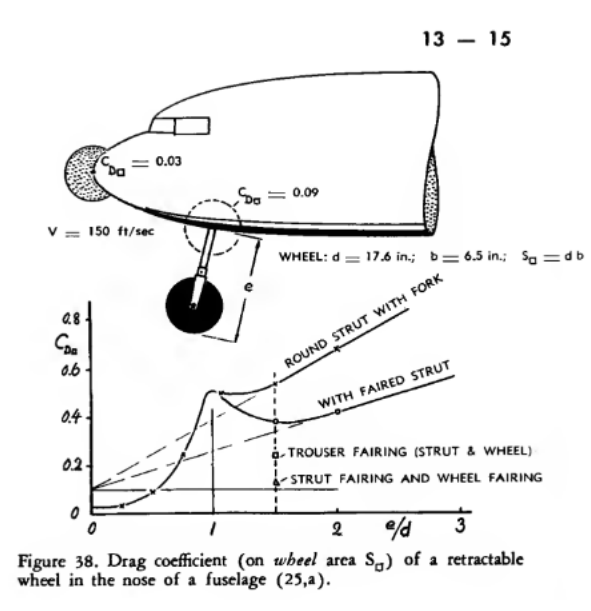 13 — 15
C_D□ = 0.03
C_D□ = 0.09
V = 150 ft/sec
WHEEL: d = 17.6 in.; b = 6.5 in.; S□ = d b
e
0.8
C_D□
0.6
0.4
0.2
0
ROUND STRUT WITH FORK
WITH FAIRED STRUT
TROUSER FAIRING (STRUT & WHEEL)
STRUT FAIRING AND WHEEL FAIRING
0
1
2
e/d
3
Figure 38. Drag coefficient (on wheel area S□) of a retractable
wheel in the nose of a fuselage (25,a).